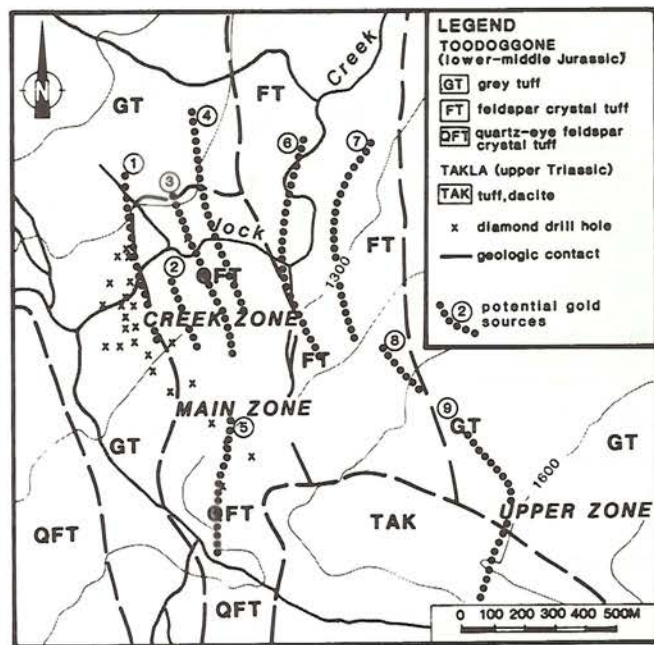 LEGEND
TOODOGGONE
(lower-middle Jurassic)
GT grey tuff
FT feldspar crystal tuff
QFT quartz-eye feldspar
crystal tuff
TAKLA (upper Triassic)
TAK tuff, dacite
x diamond drill hole
geologic contact
2 potential gold
sources
N
GT
FT
Creek
4
6
7
1
3
Jock
FT
2
FT
1300
CREEK ZONE
FT
8
MAIN ZONE
9
5
GT
GT
GT
1600
FT
TAK
UPPER ZONE
QFT
QFT
0 100 200 300 400 500M